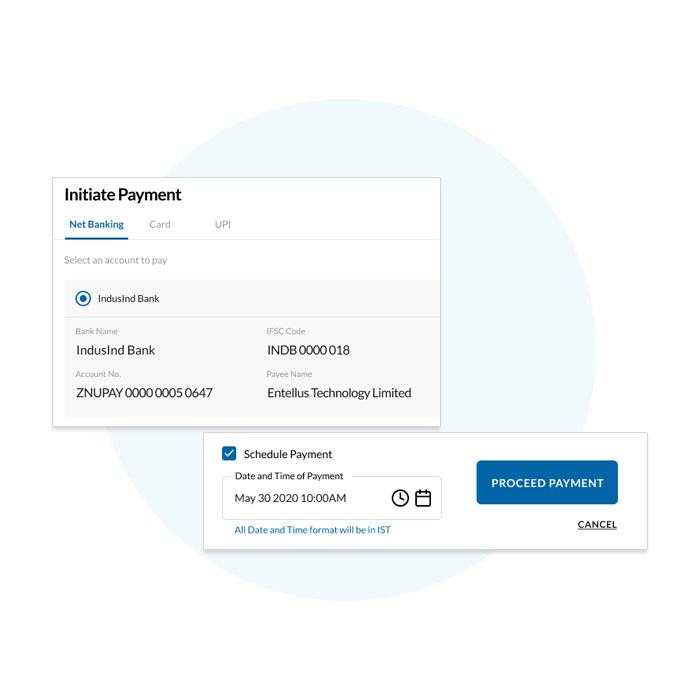 Initiate Payment
Net Banking Card UPI
Select an account to pay
IndusInd Bank
Bank Name IFSC Code
IndusInd Bank INDB 0000 018
Account No. Payee Name
ZNUPAY 0000 0005 0647 Entellus Technology Limited
Schedule Payment
Date and Time of Payment
May 30 2020 10:00AM
All Date and Time format will be in IST
PROCEED PAYMENT
CANCEL